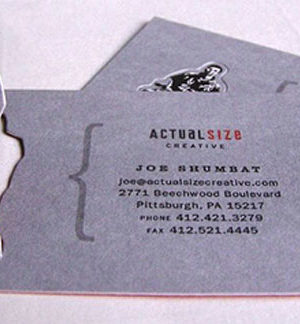 ACTUALSIZE
CREATIVE
JOE SHUMBAT
joe@actualsizecreative.com
2771 Beechwood Boulevard
Pittsburgh, PA 15217
PHONE 412.421.3279
FAX 412.521.4445